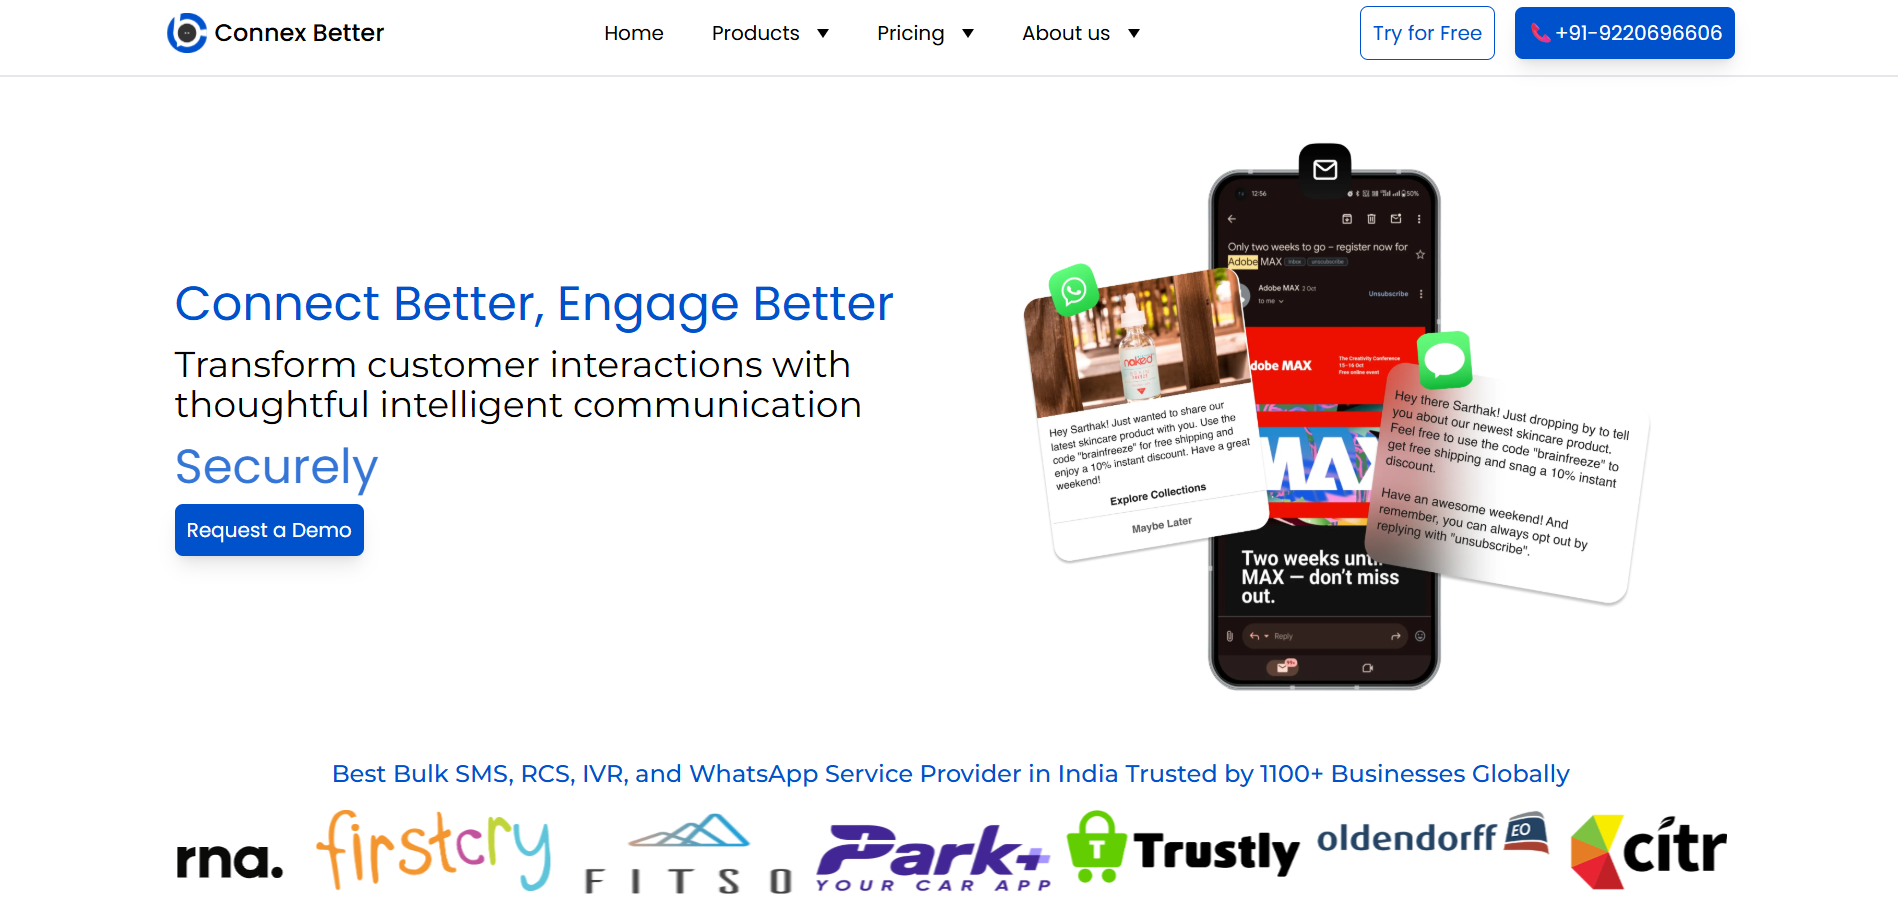 Connex Better
Home
Products
Pricing
About us
Try for Free
+91-9220696606
Connect Better, Engage Better
Transform customer interactions with
thoughtful intelligent communication
Securely
Request a Demo
12:56
50%
Only two weeks to go – register now for
Adobe MAX Inbox unsubscribe
Adobe MAX 2 Oct
to me
Unsubscribe
naked
Hey Sarthak! Just wanted to share our
latest skincare product with you. Use the
code "brainfreeze" for free shipping and
enjoy a 10% instant discount. Have a great
weekend!
Explore Collections
Maybe Later
dobe MAX
The Creativity Conference
15–16 Oct
Free online event
MAX
Hey there Sarthak! Just dropping by to tell
you about our newest skincare product.
Feel free to use the code "brainfreeze" to
get free shipping and snag a 10% instant
discount.
Have an awesome weekend! And
remember, you can always opt out by
replying with "unsubscribe".
Two weeks unt
MAX — don't miss
out.
Reply
99+
Best Bulk SMS, RCS, IVR, and WhatsApp Service Provider in India Trusted by 1100+ Businesses Globally
rna.
firstcry
FITSO
Park+
YOUR CAR APP
T Trustly
oldendorff EO
citr